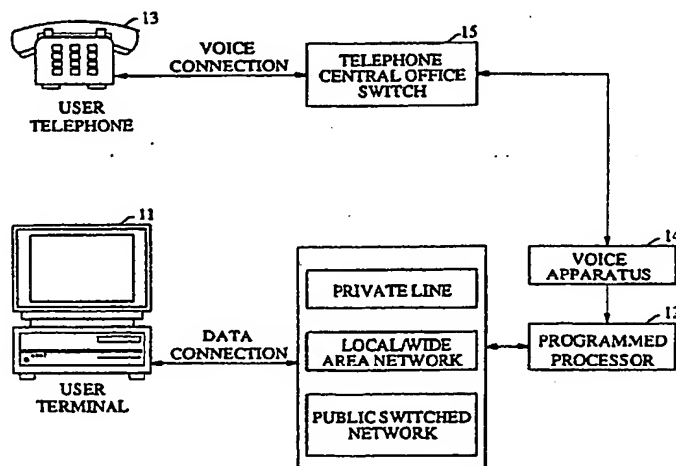 13
VOICE
CONNECTION
15
TELEPHONE
CENTRAL OFFICE
SWITCH
USER
TELEPHONE
11
14
VOICE
APPARATUS
PRIVATE LINE
12
DATA
CONNECTION
LOCAL/WIDE
AREA NETWORK
PROGRAMMED
PROCESSOR
USER
TERMINAL
PUBLIC SWITCHED
NETWORK